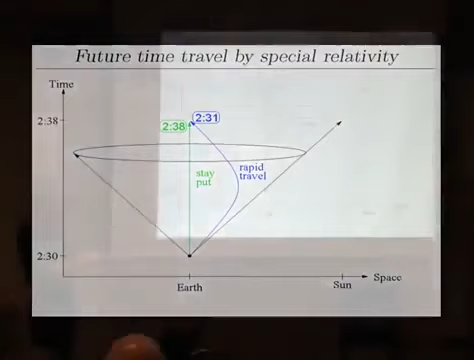 Future time travel by special relativity
Time
2:38
2:38
2:31
stay
put
rapid
travel
2:30
Space
Earth
Sun